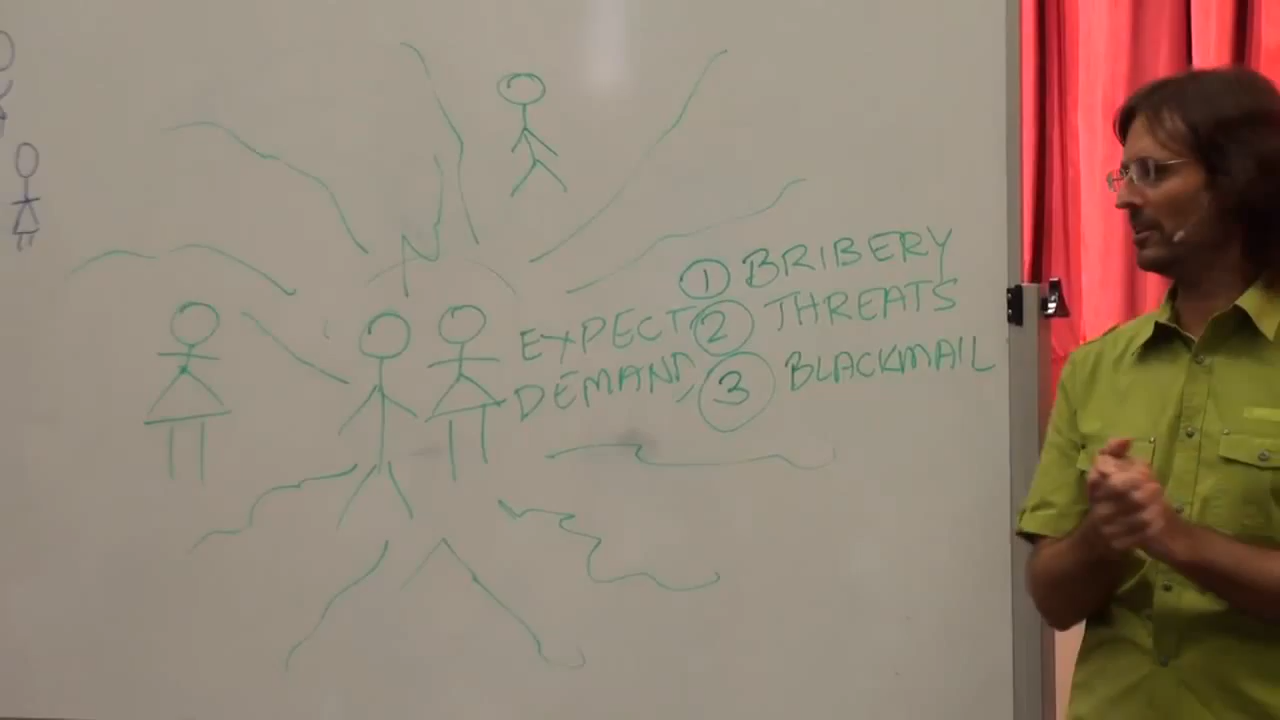 ① BRIBERY
EXPECT ② THREATS
DEMAND ③ BLACKMAIL